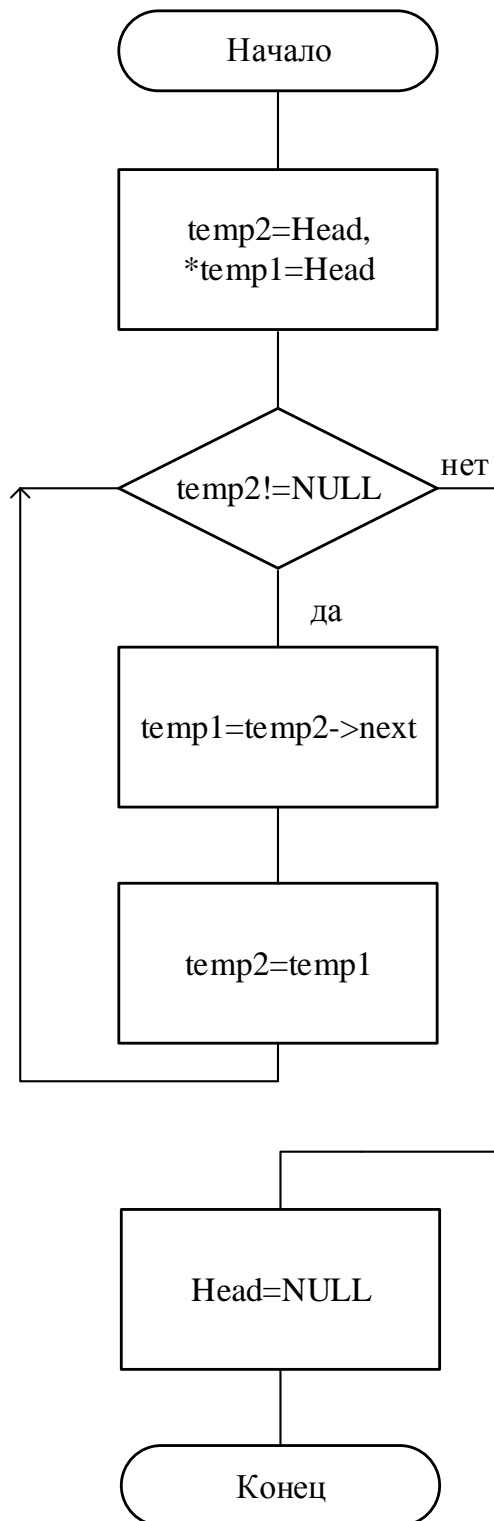 Начало
temp2=Head,
*temp1=Head
temp2!=NULL
нет
да
temp1=temp2->next
temp2=temp1
Head=NULL
Конец